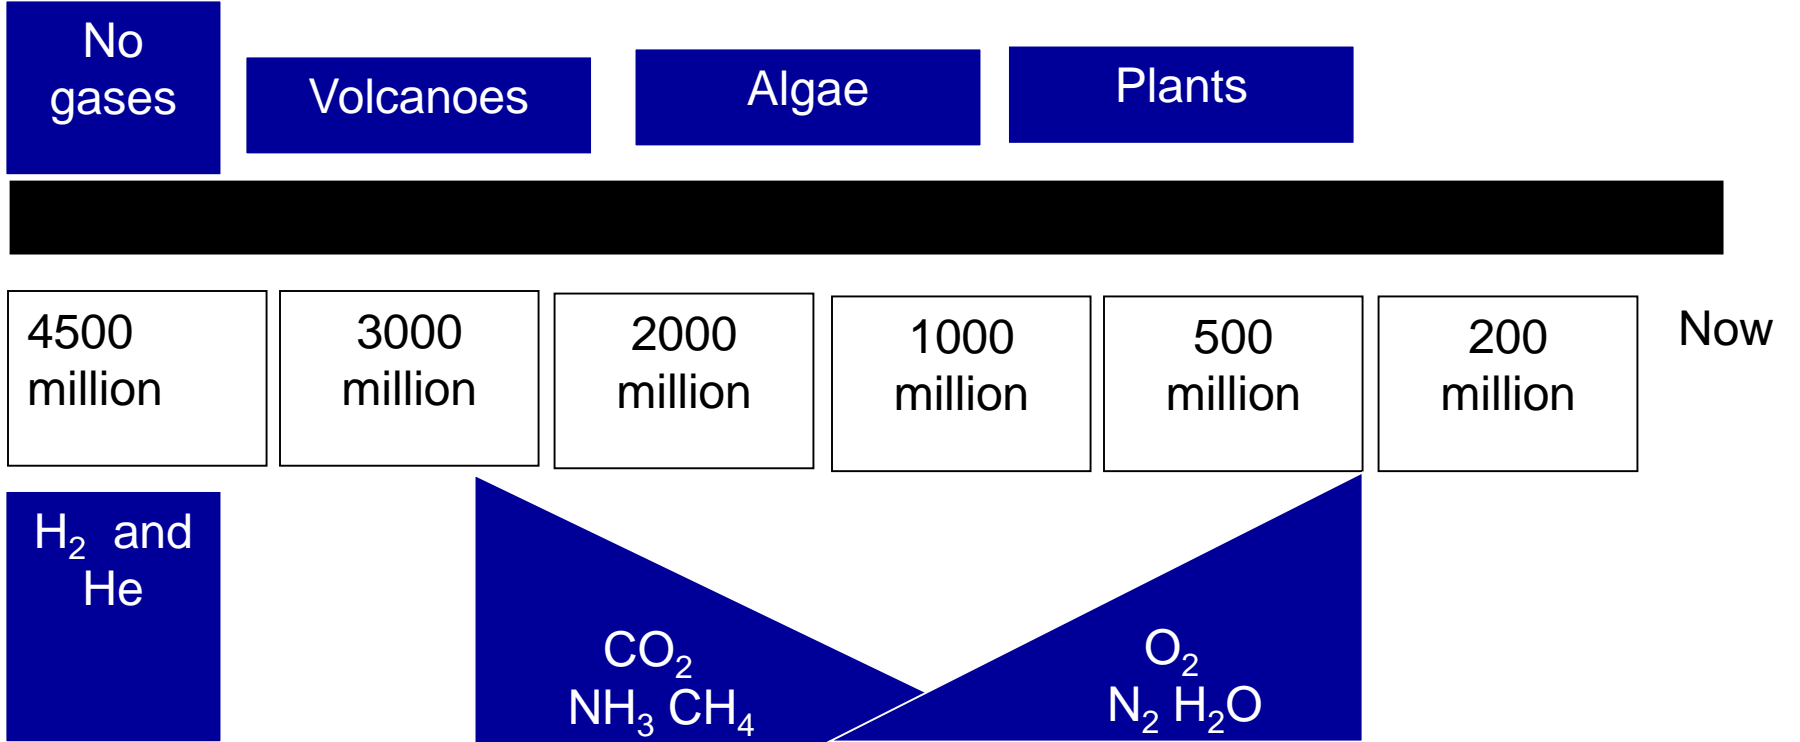 No
gases
Volcanoes
Algae
Plants
4500
million
3000
million
2000
million
1000
million
500
million
200
million
Now
H₂ and
He
CO₂
NH₃ CH₄
O₂
N₂ H₂O